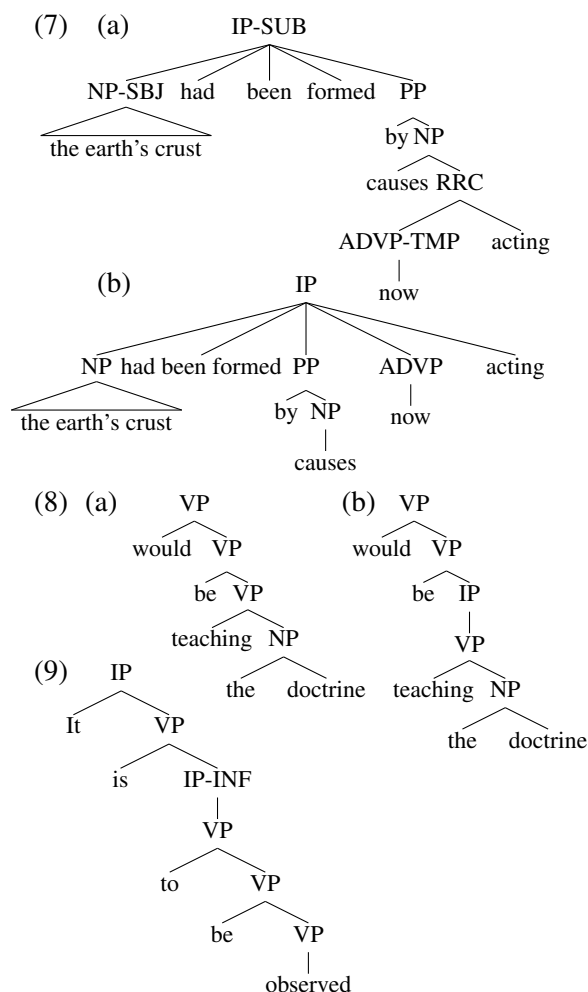 (7) (a) IP-SUB
NP-SBJ had been formed PP
the earth's crust by NP
causes RRC
ADVP-TMP acting
now
(b) IP
NP had been formed PP ADVP acting
the earth's crust by NP now
causes
(8) (a) VP (b) VP
would VP would VP
be VP be IP
teaching NP VP
the doctrine teaching NP
the doctrine
(9) IP
It VP
is IP-INF
VP
to VP
be VP
observed